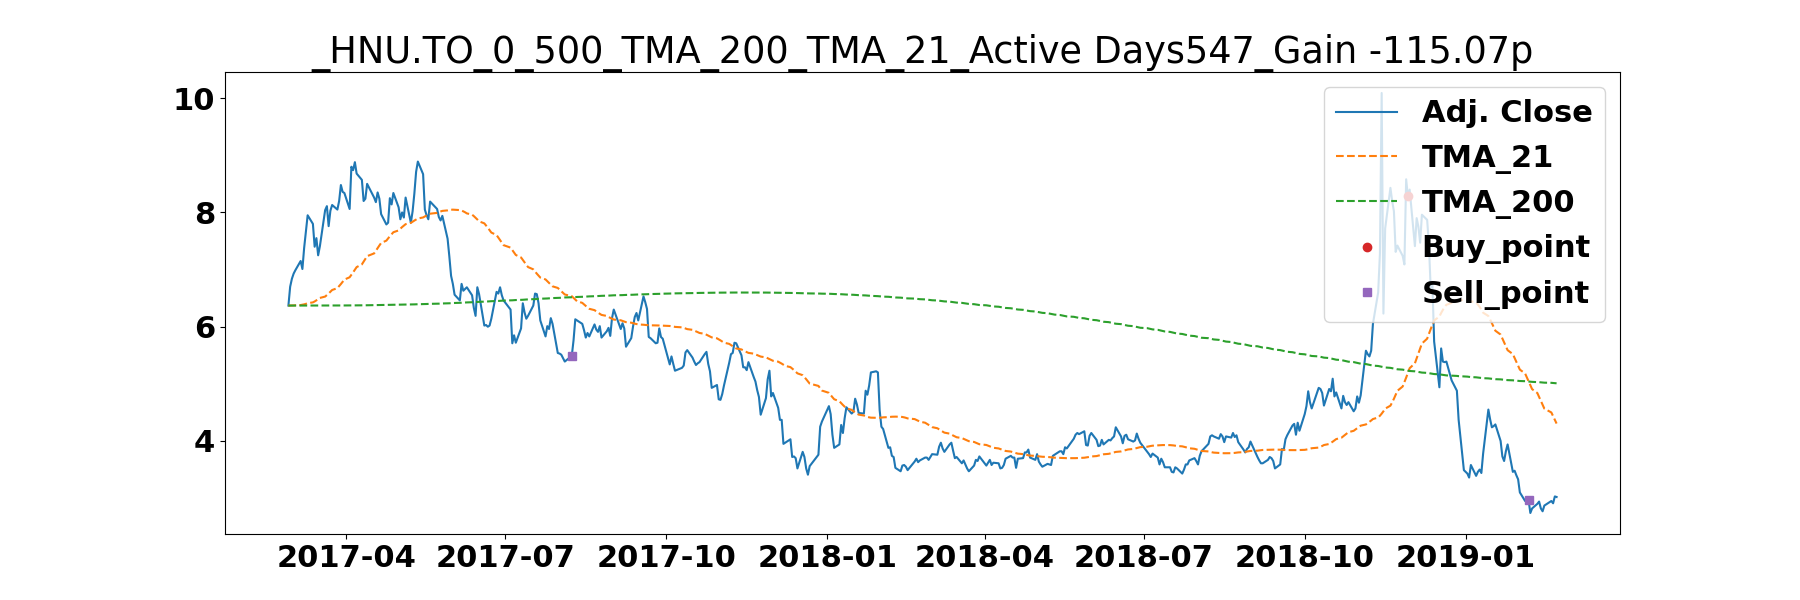 _HNU.TO_0_500_TMA_200_TMA_21_Active Days547_Gain -115.07p
10
8
6
4
Adj. Close
TMA_21
TMA_200
Buy_point
Sell_point
2017-04 2017-07 2017-10 2018-01 2018-04 2018-07 2018-10 2019-01